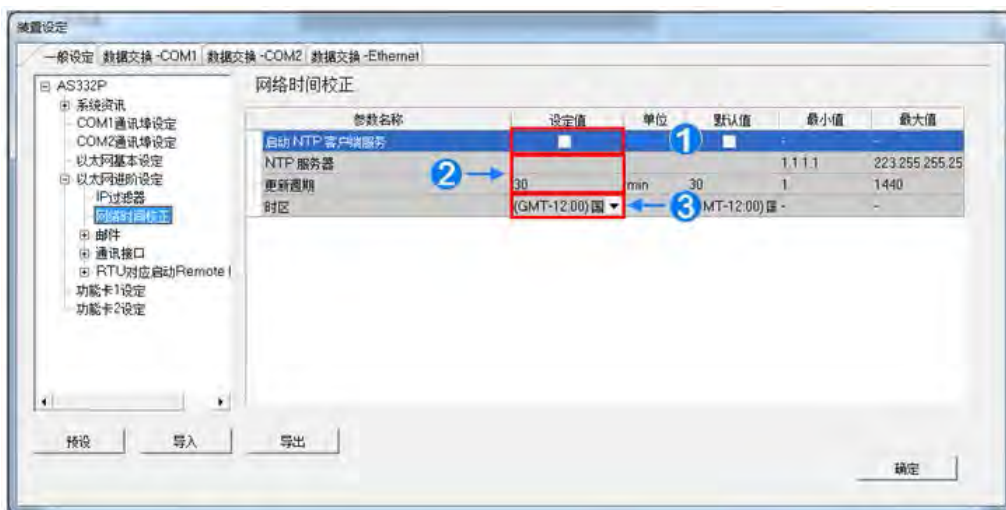 装置设定
一般设定 数据交换 -COM1 数据交换 -COM2 数据交换 -Ethernet
AS332P
系统资讯
COM1通讯埠设定
COM2通讯埠设定
以太网基本设定
以太网进阶设定
IP过滤器
网络时间校正
邮件
通讯接口
RTU对应启动Remote I
功能卡1设定
功能卡2设定
网络时间校正
参数名称 设定值 单位 默认值 最小值 最大值
启动 NTP 客户端服务 1 - -
NTP 服务器 1.1.1.1 223.255.255.25
2
更新週期 30 min 30 1 1440
时区 (GMT-12:00) 国 3 MT-12:00) 国 - -
预设 导入 导出
确定